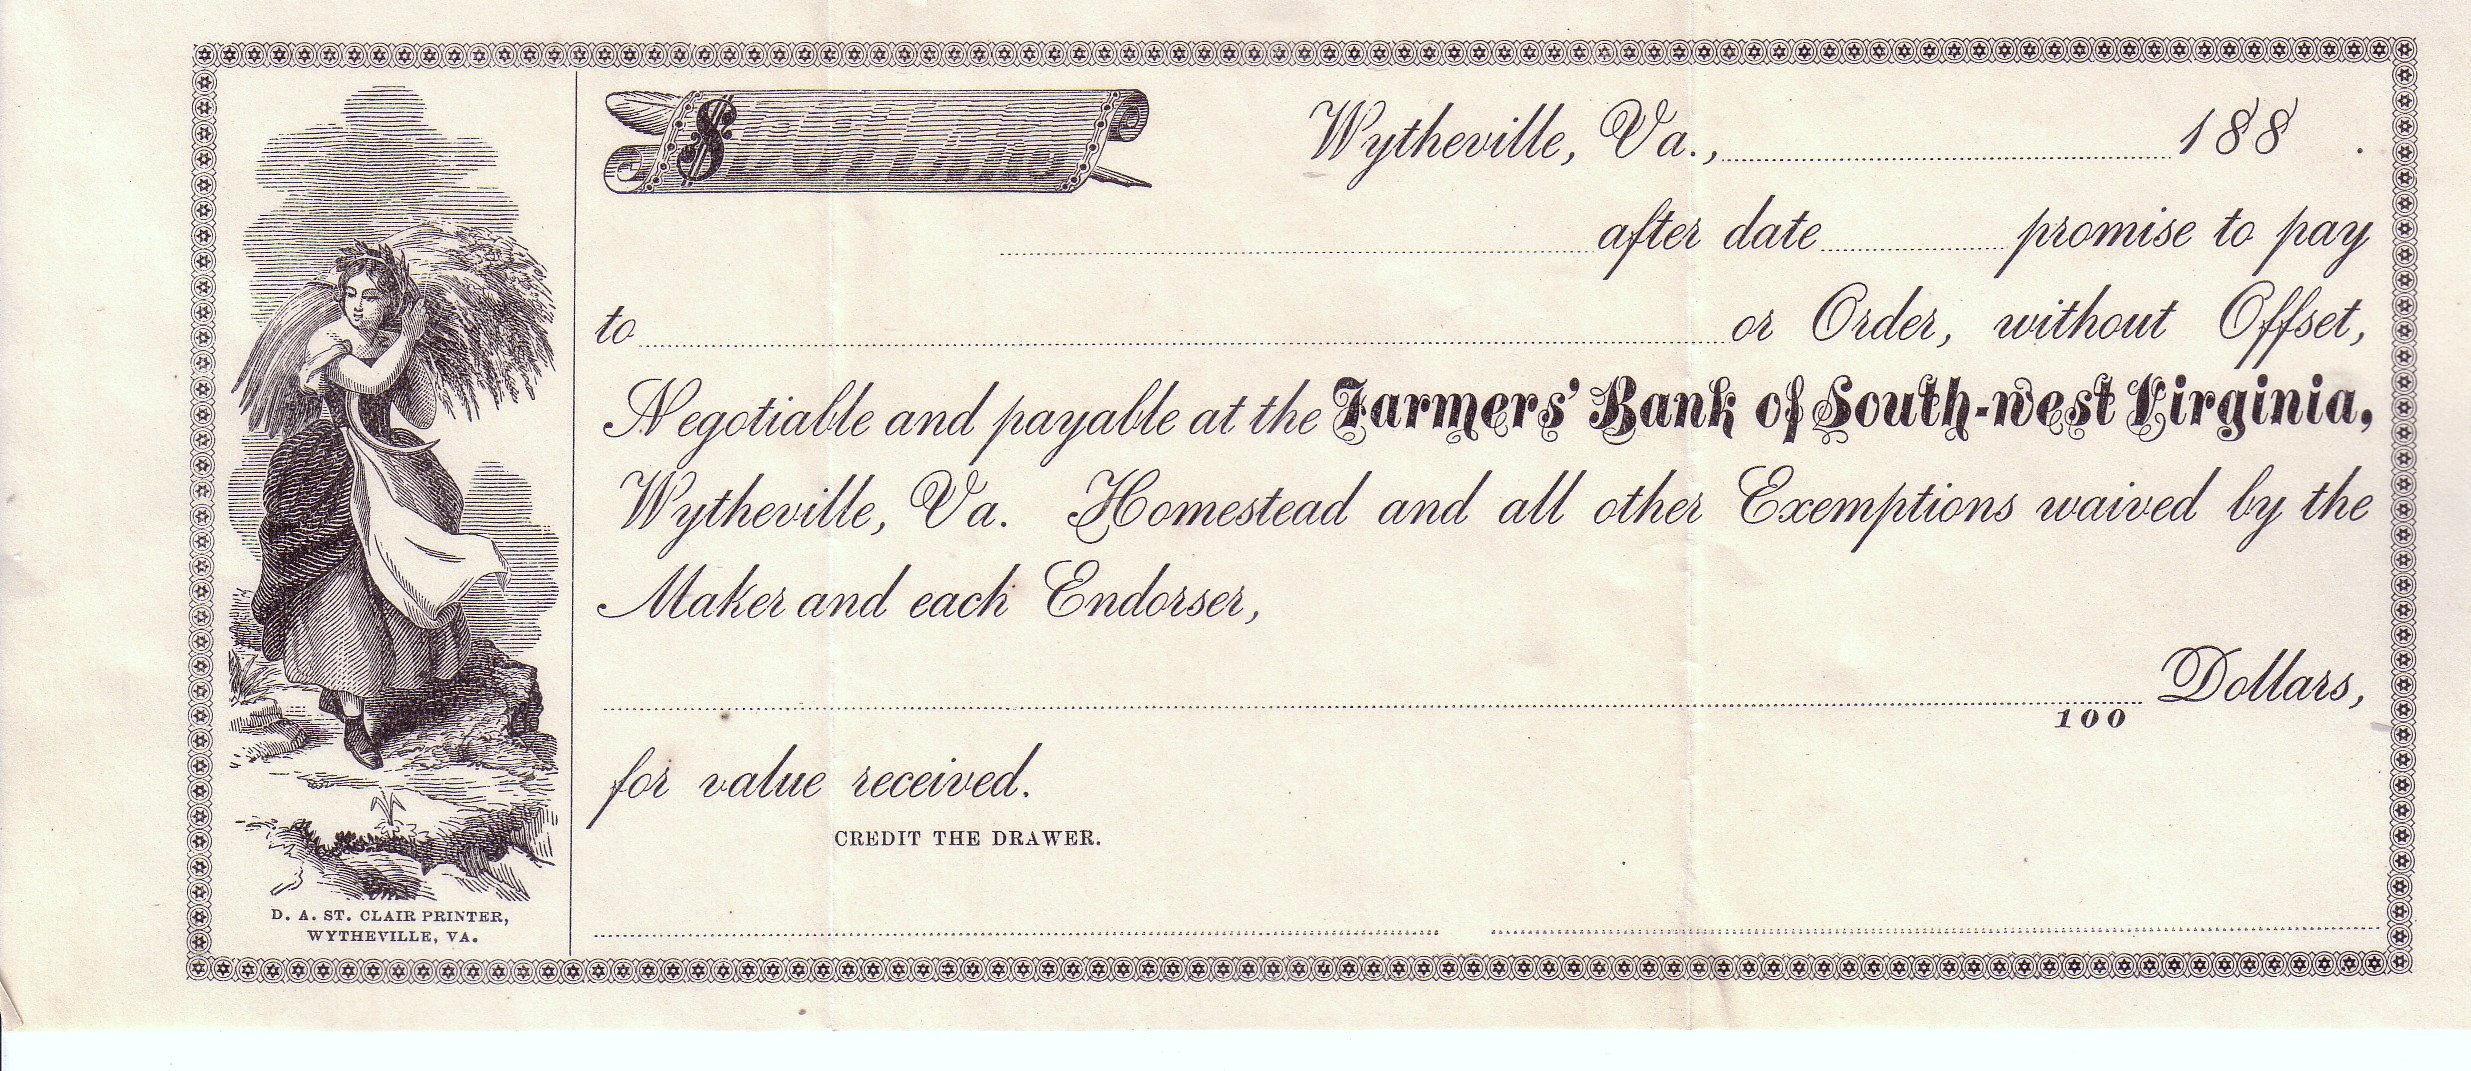 $ DOLLARS Wytheville, Va., 188 .
after date promise to pay
to or Order, without Offset,
Negotiable and payable at the Farmers' Bank of South-west Virginia,
Wytheville, Va. Homestead and all other Exemptions waived by the
Maker and each Endorser,
Dollars,
100
for value received.
CREDIT THE DRAWER.
D. A. ST. CLAIR PRINTER,
WYTHEVILLE, VA.